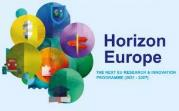 Horizon
Europe
THE NEXT EU RESEARCH & INNOVATION
PROGRAMME (2021 – 2027)